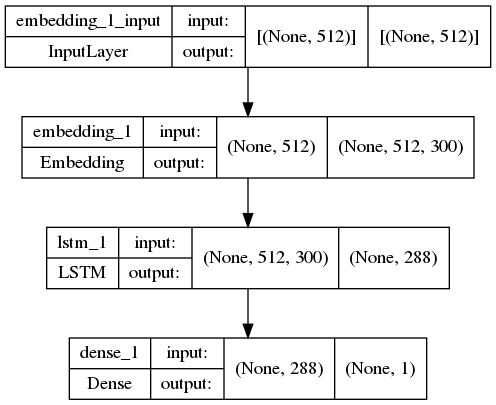 embedding_1_input input: [(None, 512)] [(None, 512)]
InputLayer output:
embedding_1 input: (None, 512) (None, 512, 300)
Embedding output:
lstm_1 input: (None, 512, 300) (None, 288)
LSTM output:
dense_1 input: (None, 288) (None, 1)
Dense output: